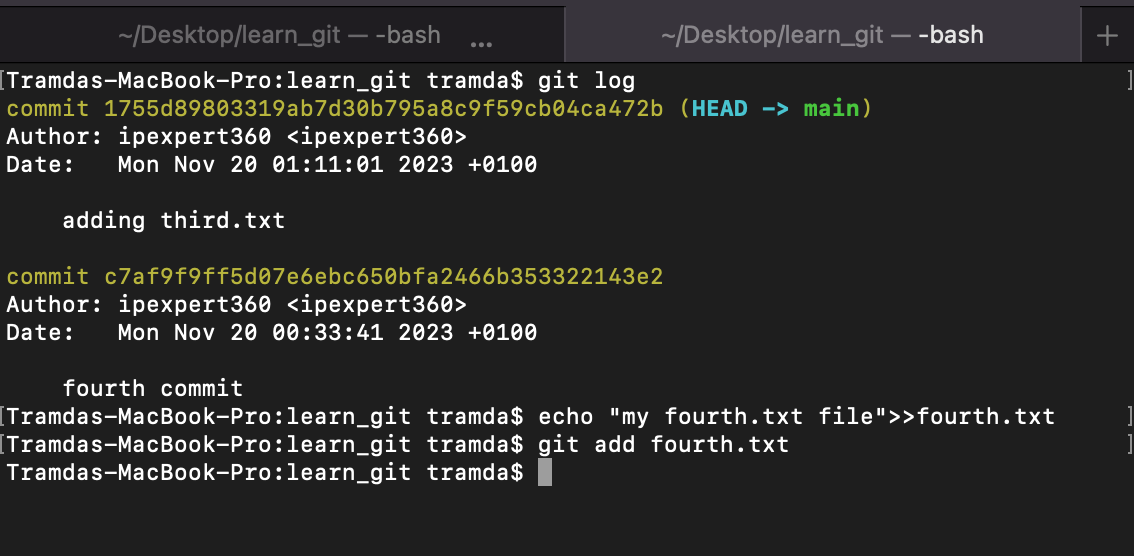 ~/Desktop/learn_git — -bash ...
~/Desktop/learn_git — -bash +
[Tramdas-MacBook-Pro:learn_git tramda$ git log ]
commit 1755d89803319ab7d30b795a8c9f59cb04ca472b (HEAD -> main)
Author: ipexpert360 <ipexpert360>
Date:   Mon Nov 20 01:11:01 2023 +0100
    adding third.txt
commit c7af9f9ff5d07e6ebc650bfa2466b353322143e2
Author: ipexpert360 <ipexpert360>
Date:   Mon Nov 20 00:33:41 2023 +0100
    fourth commit
[Tramdas-MacBook-Pro:learn_git tramda$ echo "my fourth.txt file">>fourth.txt ]
[Tramdas-MacBook-Pro:learn_git tramda$ git add fourth.txt ]
Tramdas-MacBook-Pro:learn_git tramda$